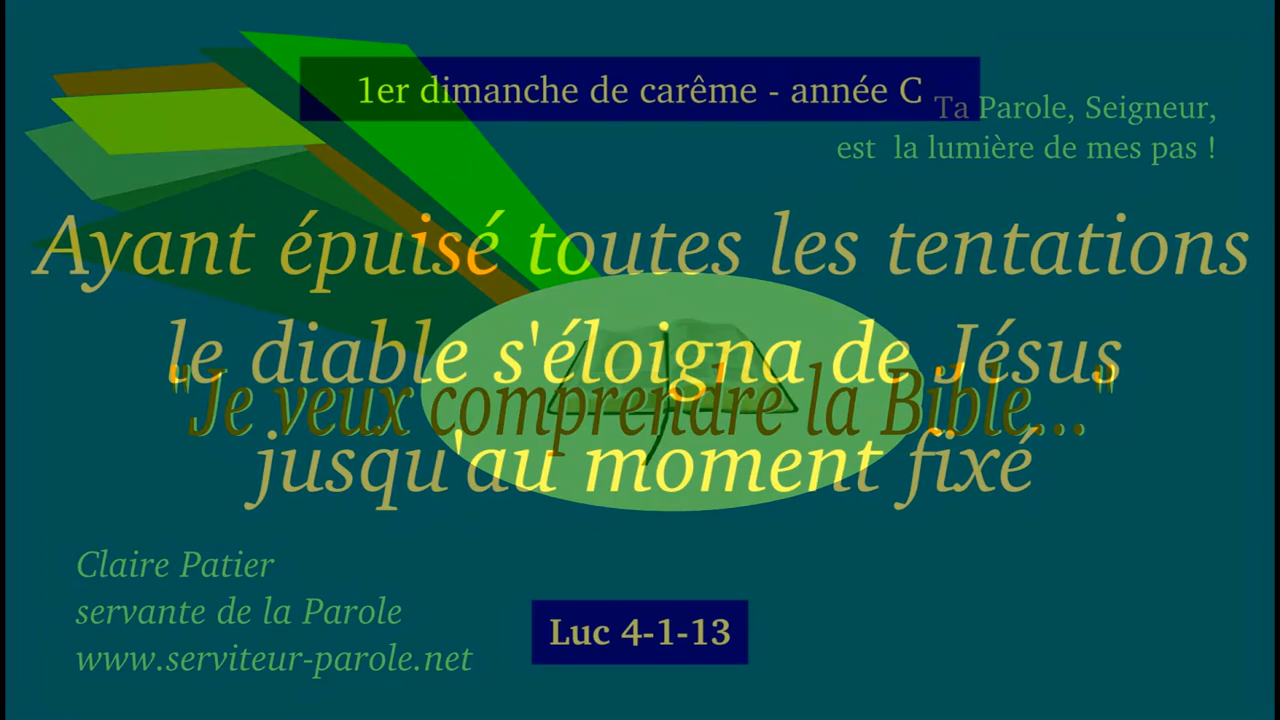 1er dimanche de carême - année C
Ta Parole, Seigneur,
est la lumière de mes pas !
Ayant épuisé toutes les tentations
le diable s'éloigna de Jésus
"Je veux comprendre la Bible..."
jusqu'au moment fixé
Claire Patier
servante de la Parole
www.serviteur-parole.net
Luc 4-1-13